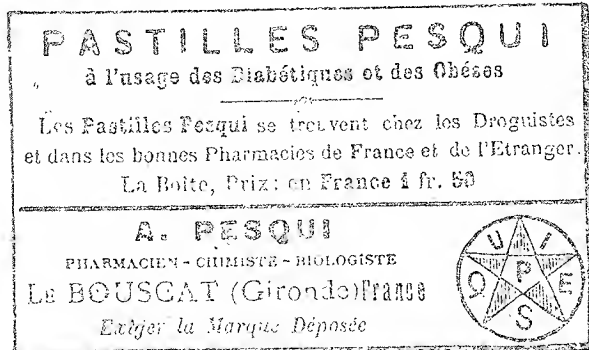 PASTILLES PESQUI
à l'usage des Diabétiques et des Obéses
Les Pastilles Pesqui se trouvent chez les Droguistes
et dans les bonnes Pharmacies de France et de l'Etranger.
La Boîte, Prix: en France 1 fr. 50
A. PESQUI
PHARMACIEN - CHIMISTE - BIOLOGISTE
LE BOUSCAT (Gironde) France
Exiger la Marque Déposée
P E S Q U I